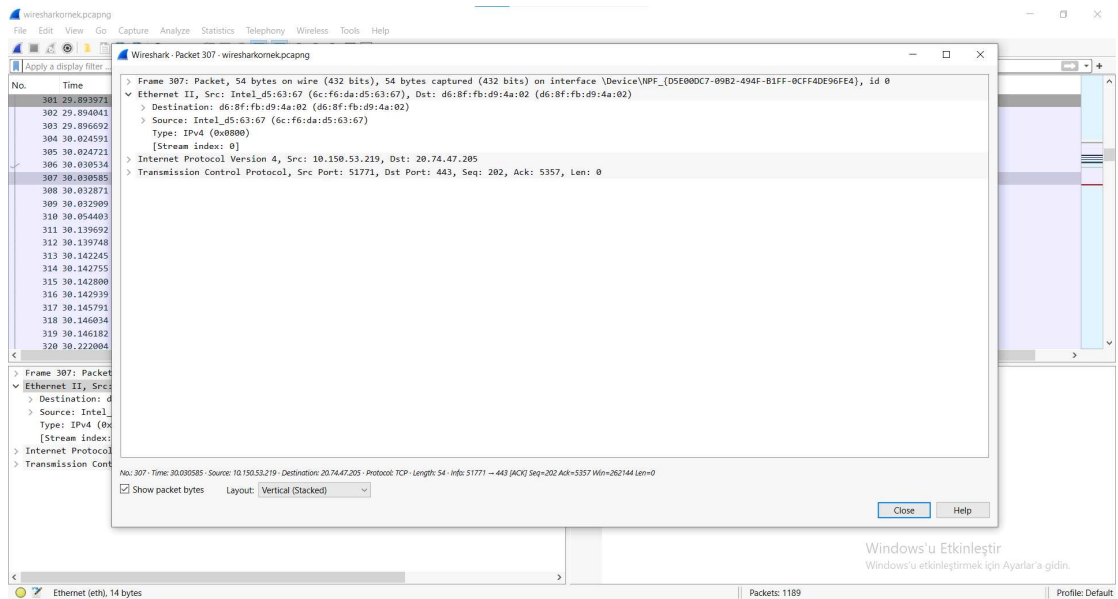 wiresharkornek.pcapng
File Edit View Go Capture Analyze Statistics Telephony Wireless Tools Help
Wireshark · Packet 307 · wiresharkornek.pcapng
Apply a display filter ...
No. Time
301 29.893971
302 29.894041
303 29.896692
304 30.024591
305 30.024721
306 30.030534
307 30.030585
308 30.032871
309 30.032909
310 30.054403
311 30.139692
312 30.139748
313 30.142245
314 30.142755
315 30.142800
316 30.142939
317 30.145791
318 30.146034
319 30.146182
320 30.222004
Frame 307: Packet, 54 bytes on wire (432 bits), 54 bytes captured (432 bits) on interface \Device\NPF_{D5E00DC7-09B2-494F-B1FF-0CFF4DE96FE4}, id 0
Ethernet II, Src: Intel_d5:63:67 (6c:f6:da:d5:63:67), Dst: d6:8f:fb:d9:4a:02 (d6:8f:fb:d9:4a:02)
Destination: d6:8f:fb:d9:4a:02 (d6:8f:fb:d9:4a:02)
Source: Intel_d5:63:67 (6c:f6:da:d5:63:67)
Type: IPv4 (0x0800)
[Stream index: 0]
Internet Protocol Version 4, Src: 10.150.53.219, Dst: 20.74.47.205
Transmission Control Protocol, Src Port: 51771, Dst Port: 443, Seq: 202, Ack: 5357, Len: 0
Frame 307: Packet
Ethernet II, Src:
Destination: d
Source: Intel_
Type: IPv4 (0x
[Stream index:
Internet Protocol
Transmission Cont
No.: 307 · Time: 30.030585 · Source: 10.150.53.219 · Destination: 20.74.47.205 · Protocol: TCP · Length: 54 · Info: 51771 → 443 [ACK] Seq=202 Ack=5357 Win=262144 Len=0
Show packet bytes Layout: Vertical (Stacked)
Close Help
Windows'u Etkinleştir
Windows'u etkinleştirmek için Ayarlar'a gidin.
Ethernet (eth), 14 bytes Packets: 1189 Profile: Default